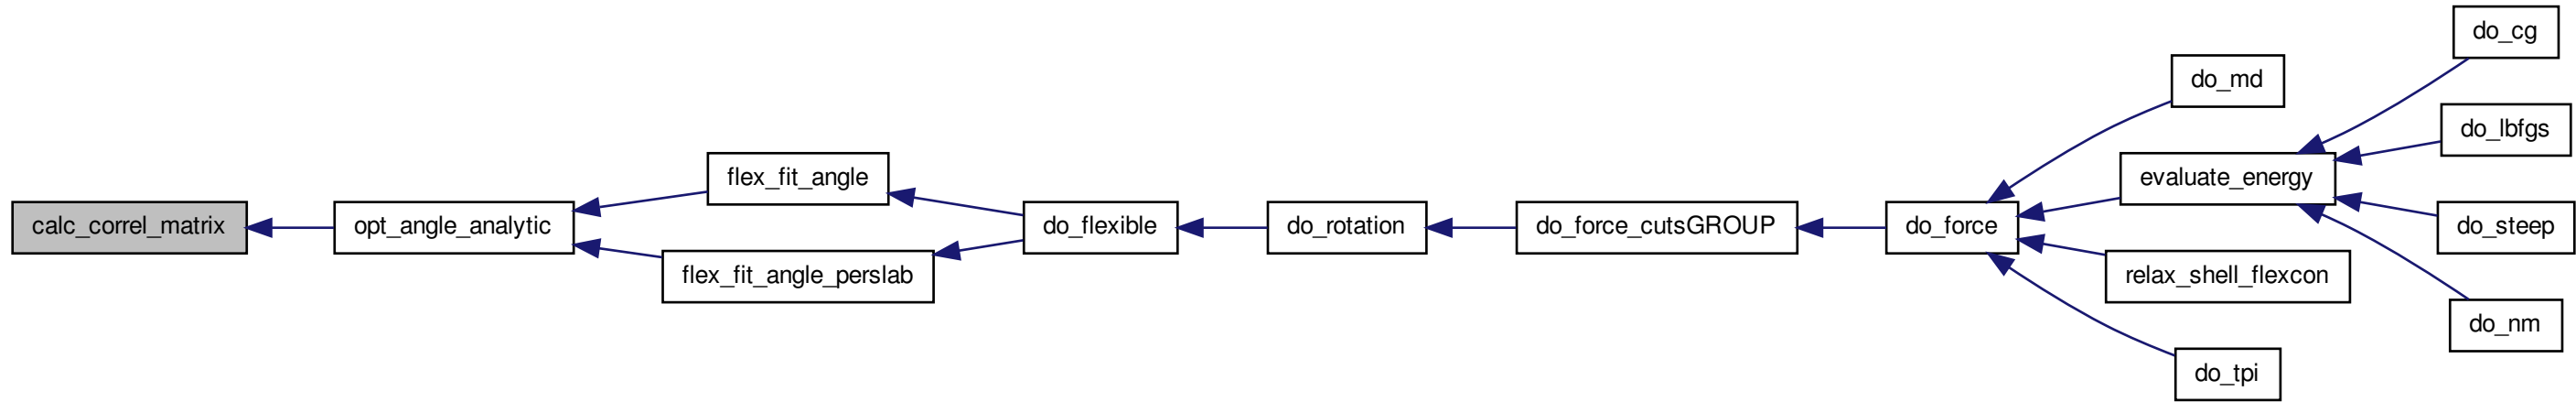 do_cg
do_md
do_lbfgs
flex_fit_angle
evaluate_energy
calc_correl_matrix
opt_angle_analytic
do_flexible
do_rotation
do_force_cutsGROUP
do_force
do_steep
flex_fit_angle_perslab
relax_shell_flexcon
do_nm
do_tpi